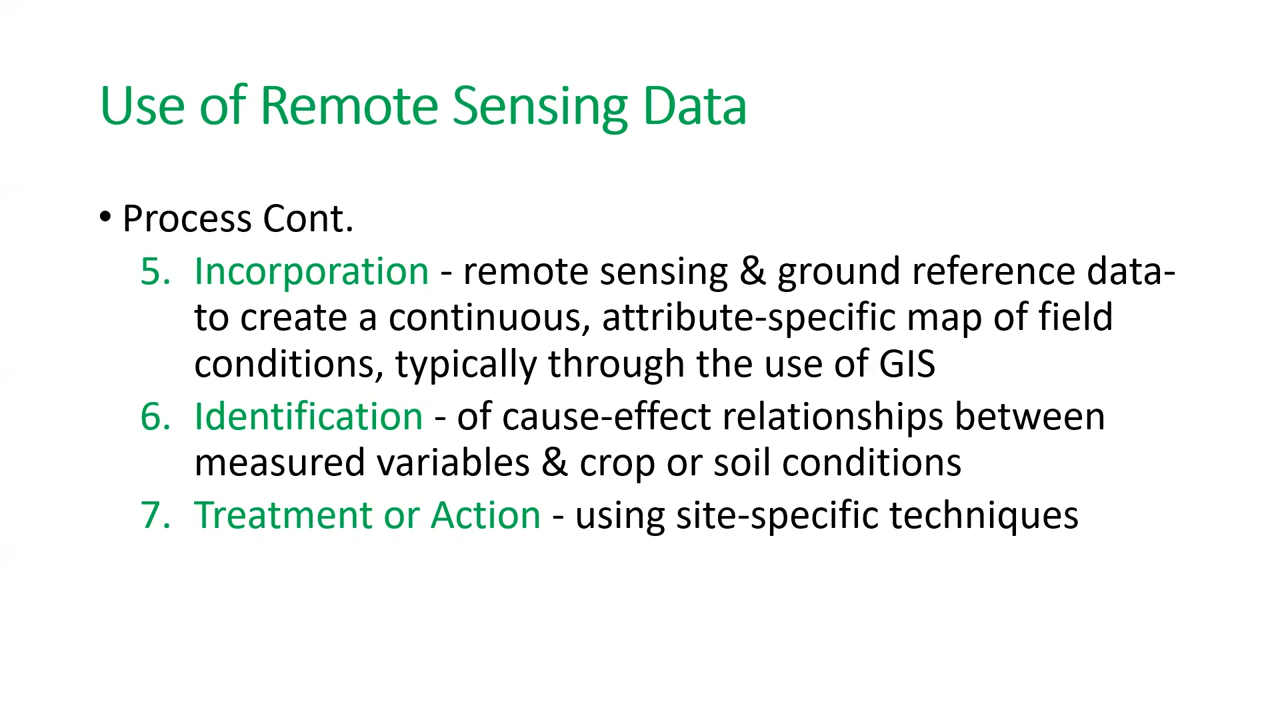 Use of Remote Sensing Data
• Process Cont.
5. Incorporation - remote sensing & ground reference data-
to create a continuous, attribute-specific map of field
conditions, typically through the use of GIS
6. Identification - of cause-effect relationships between
measured variables & crop or soil conditions
7. Treatment or Action - using site-specific techniques